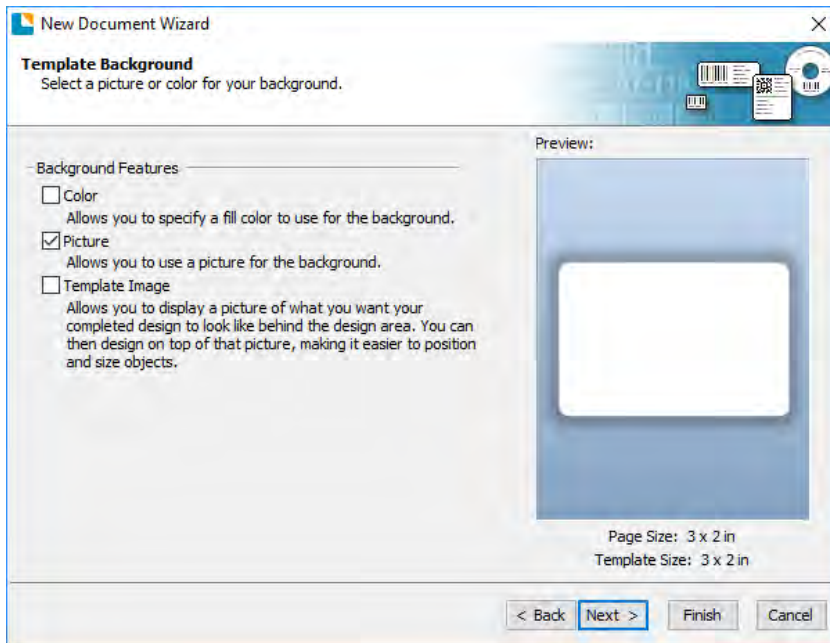 New Document Wizard
Template Background
Select a picture or color for your background.
Preview:
Background Features
Color
Allows you to specify a fill color to use for the background.
Picture
Allows you to use a picture for the background.
Template Image
Allows you to display a picture of what you want your
completed design to look like behind the design area. You can
then design on top of that picture, making it easier to position
and size objects.
Page Size: 3 x 2 in
Template Size: 3 x 2 in
< Back Next > Finish Cancel